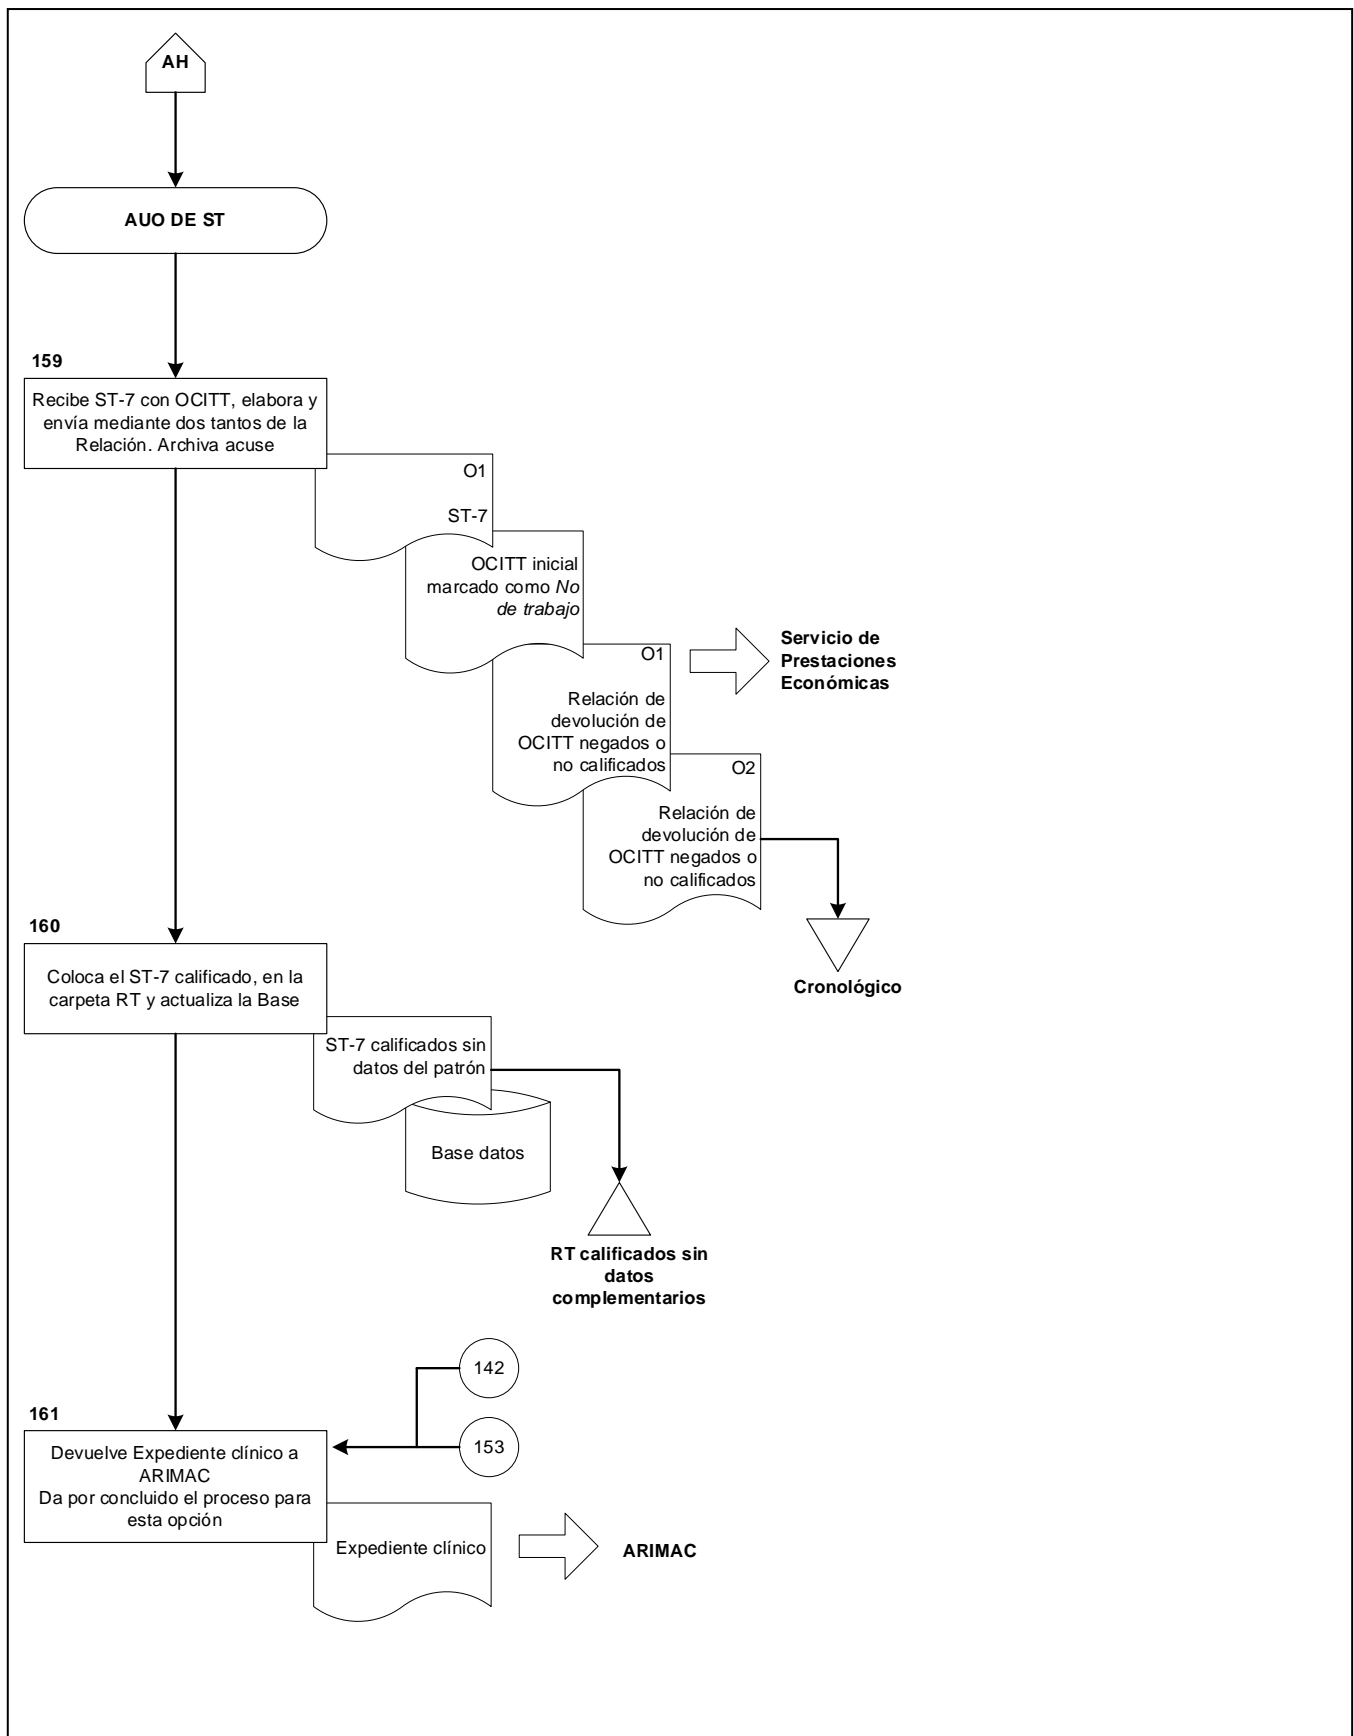 AH
AUO DE ST
159
Recibe ST-7 con OCITT, elabora y
envía mediante dos tantos de la
Relación. Archiva acuse
O1
ST-7
OCITT inicial
marcado como No
de trabajo
O1
Relación de
devolución de
OCITT negados o
no calificados
Servicio de
Prestaciones
Económicas
O2
Relación de
devolución de
OCITT negados o
no calificados
Cronológico
160
Coloca el ST-7 calificado, en la
carpeta RT y actualiza la Base
ST-7 calificados sin
datos del patrón
Base datos
RT calificados sin
datos
complementarios
142
153
161
Devuelve Expediente clínico a
ARIMAC
Da por concluido el proceso para
esta opción
Expediente clínico
ARIMAC